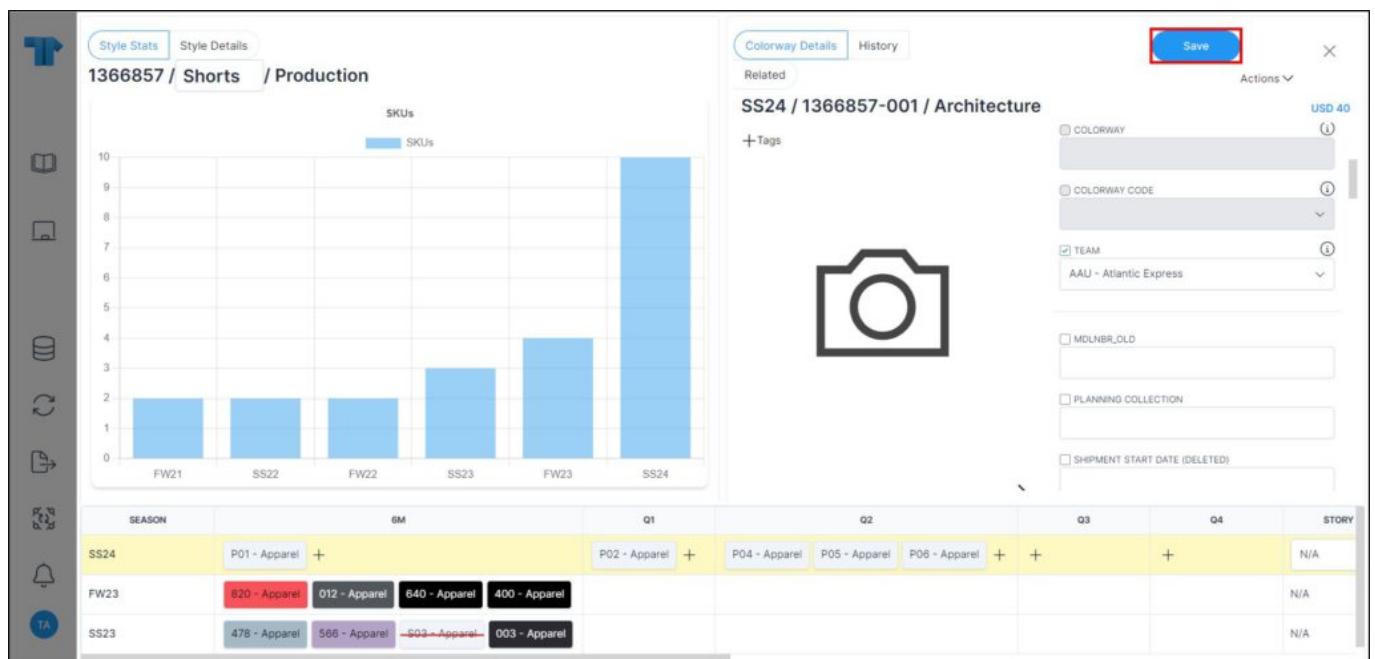 Style Stats Style Details
1366857 / Shorts / Production
SKUs
SKUs
10
9
8
7
6
5
4
3
2
1
0
FW21 SS22 FW22 SS23 FW23 SS24
Colorway Details History
Save
Related
Actions
SS24 / 1366857-001 / Architecture
USD 40
+Tags
COLORWAY
COLORWAY CODE
TEAM
AAU - Atlantic Express
MDLNBR_OLD
PLANNING COLLECTION
SHIPMENT START DATE (DELETED)
SEASON 6M Q1 Q2 Q3 Q4 STORY
SS24 P01 - Apparel + P02 - Apparel + P04 - Apparel P05 - Apparel P06 - Apparel + + + N/A
FW23 820 - Apparel 012 - Apparel 640 - Apparel 400 - Apparel N/A
SS23 478 - Apparel 566 - Apparel S03 - Apparel 003 - Apparel N/A
TA